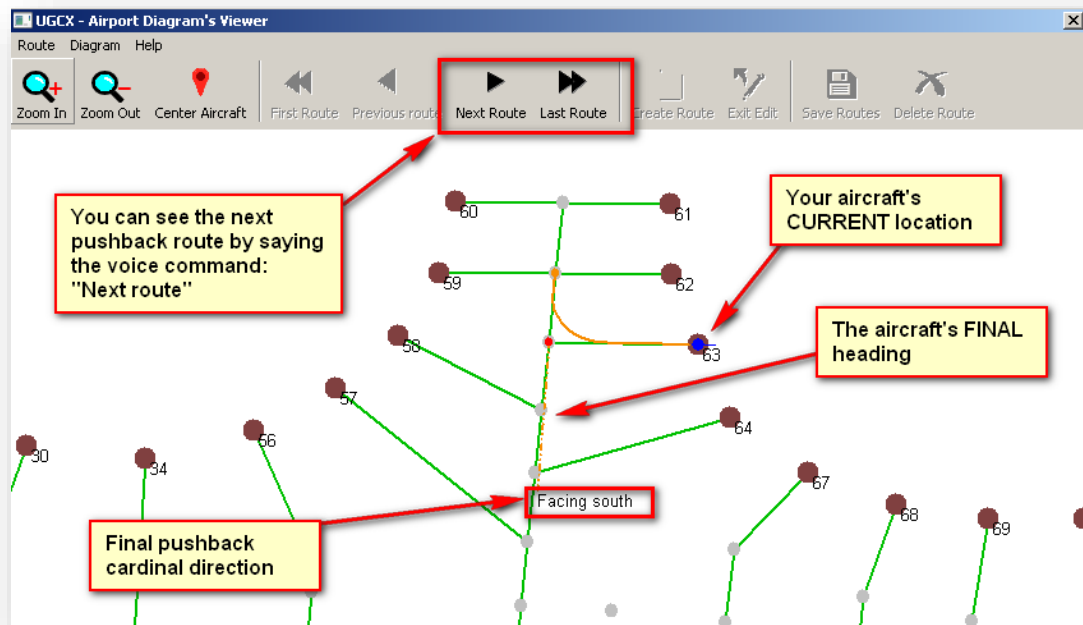 UGCX - Airport Diagram's Viewer
Route Diagram Help
Zoom In Zoom Out Center Aircraft First Route Previous route Next Route Last Route Create Route Exit Edit Save Routes Delete Route
You can see the next
pushback route by saying
the voice command:
"Next route"
Your aircraft's
CURRENT location
The aircraft's FINAL
heading
60
61
59
62
58
63
57
64
56
30
34
67
68
69
Facing south
Final pushback
cardinal direction